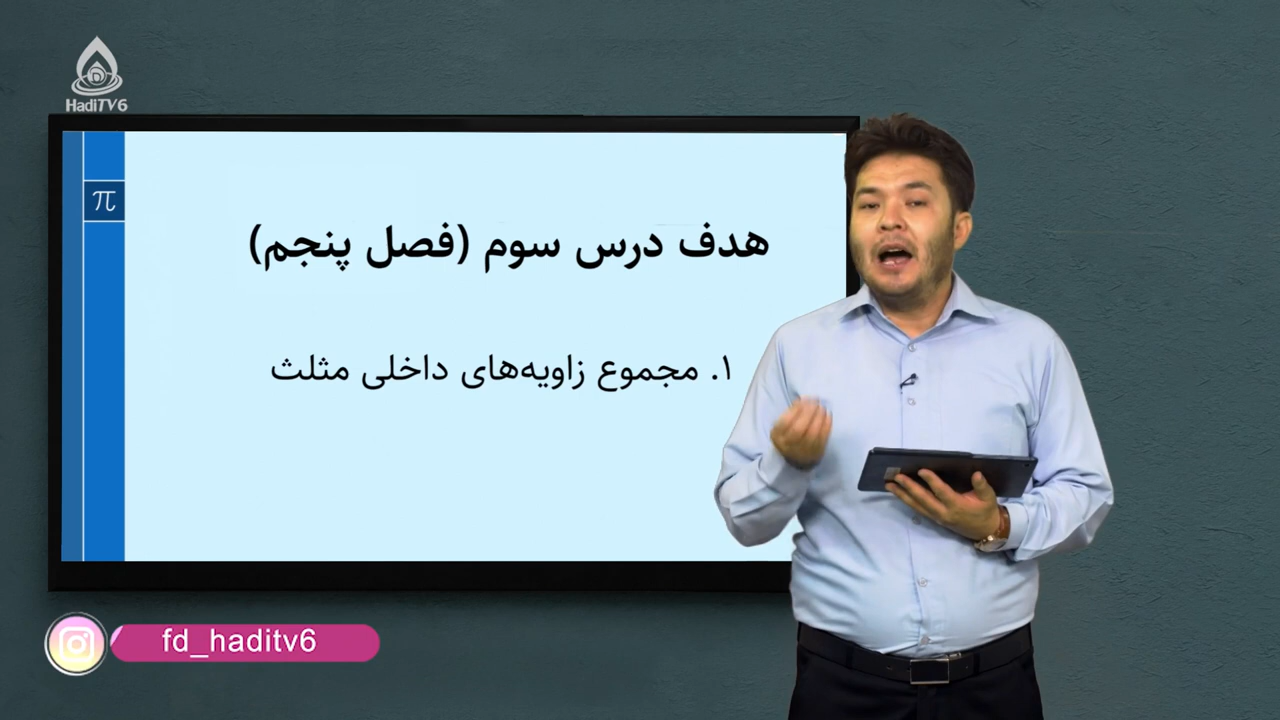 HadiTV6
π
هدف درس سوم (فصل پنجم)
۱. مجموع زاویه‌های داخلی مثلث
fd_haditv6